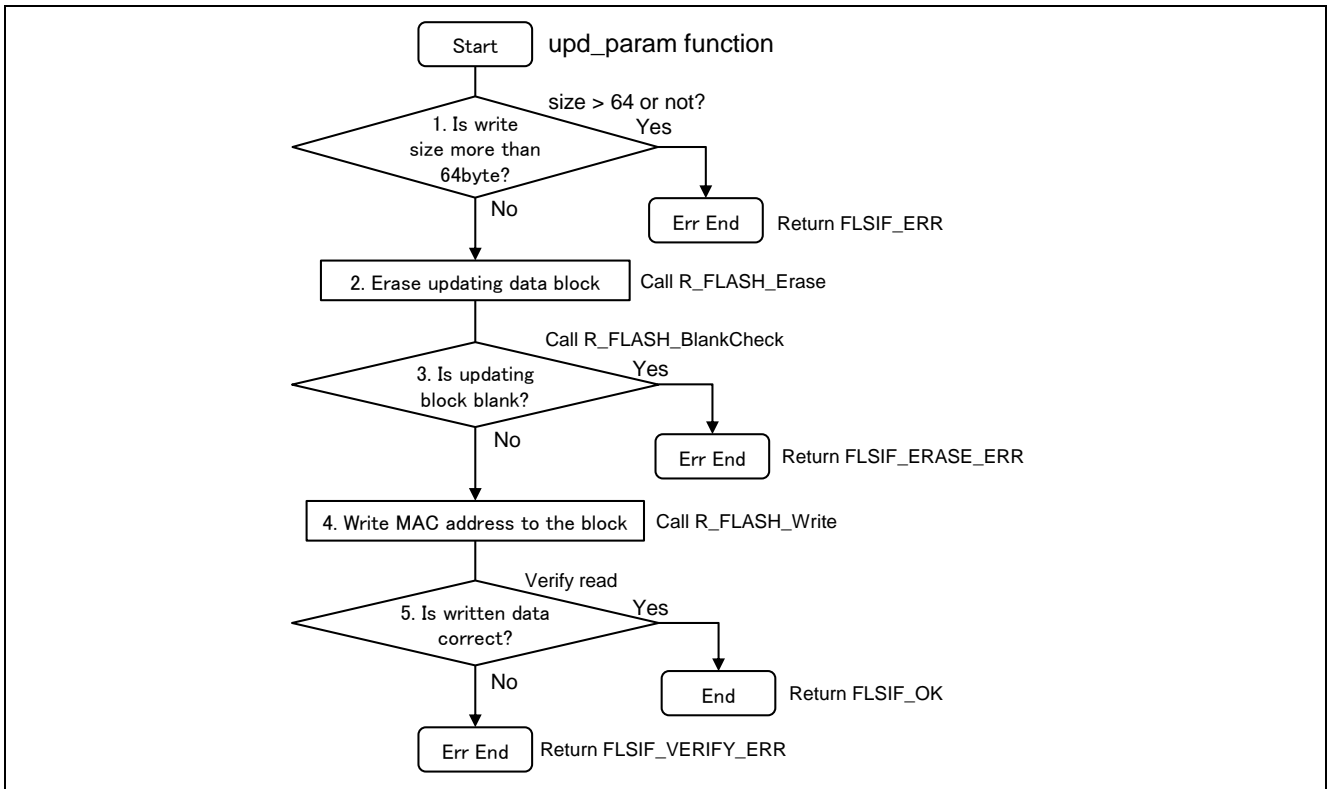 Start
upd_param function
size > 64 or not?
1. Is write
size more than
64byte?
Yes
No
Err End
Return FLSIF_ERR
2. Erase updating data block
Call R_FLASH_Erase
Call R_FLASH_BlankCheck
3. Is updating
block blank?
Yes
No
Err End
Return FLSIF_ERASE_ERR
4. Write MAC address to the block
Call R_FLASH_Write
Verify read
5. Is written data
correct?
Yes
No
End
Return FLSIF_OK
Err End
Return FLSIF_VERIFY_ERR